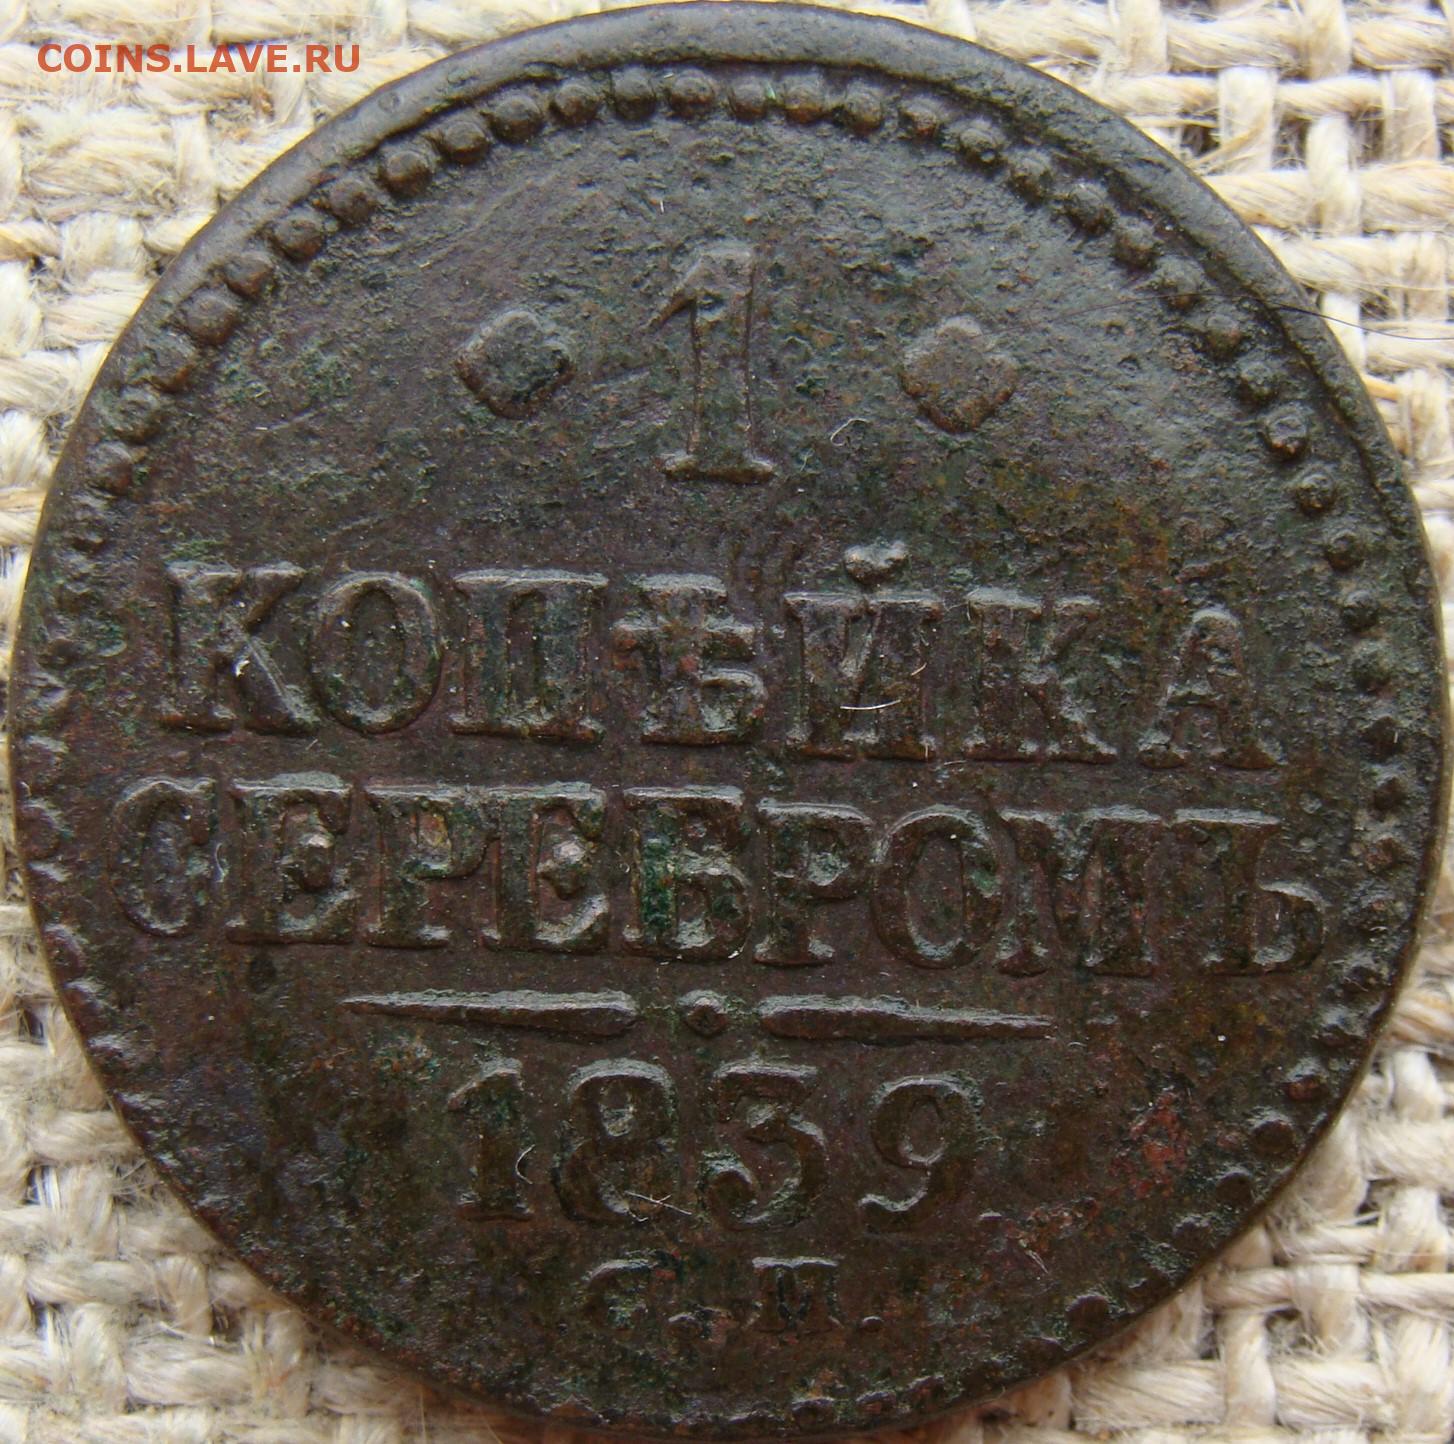 COINS.LAVE.RU
1
КОПѢЙКА
СЕРЕБРОМЪ
1839
С.П.